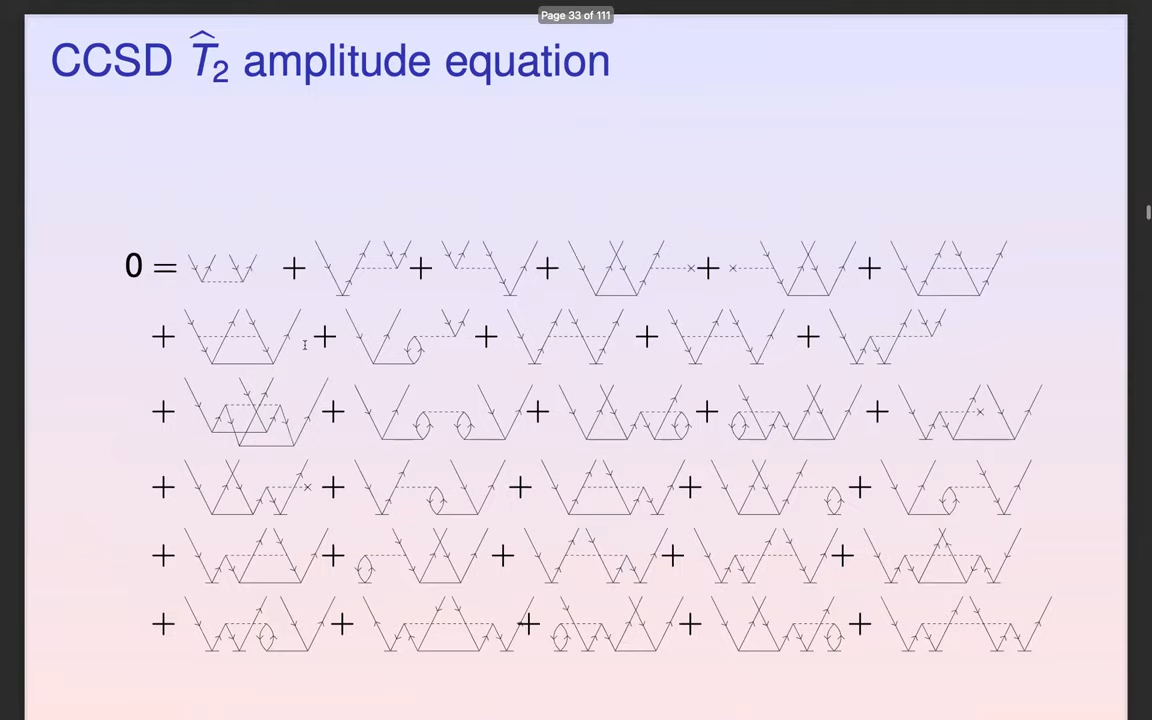 Page 33 of 111
CCSD T̂₂ amplitude equation
0 = + + + + +
+ + + + +
+ + + + +
+ + + + +
+ + + + +
+ + + + +